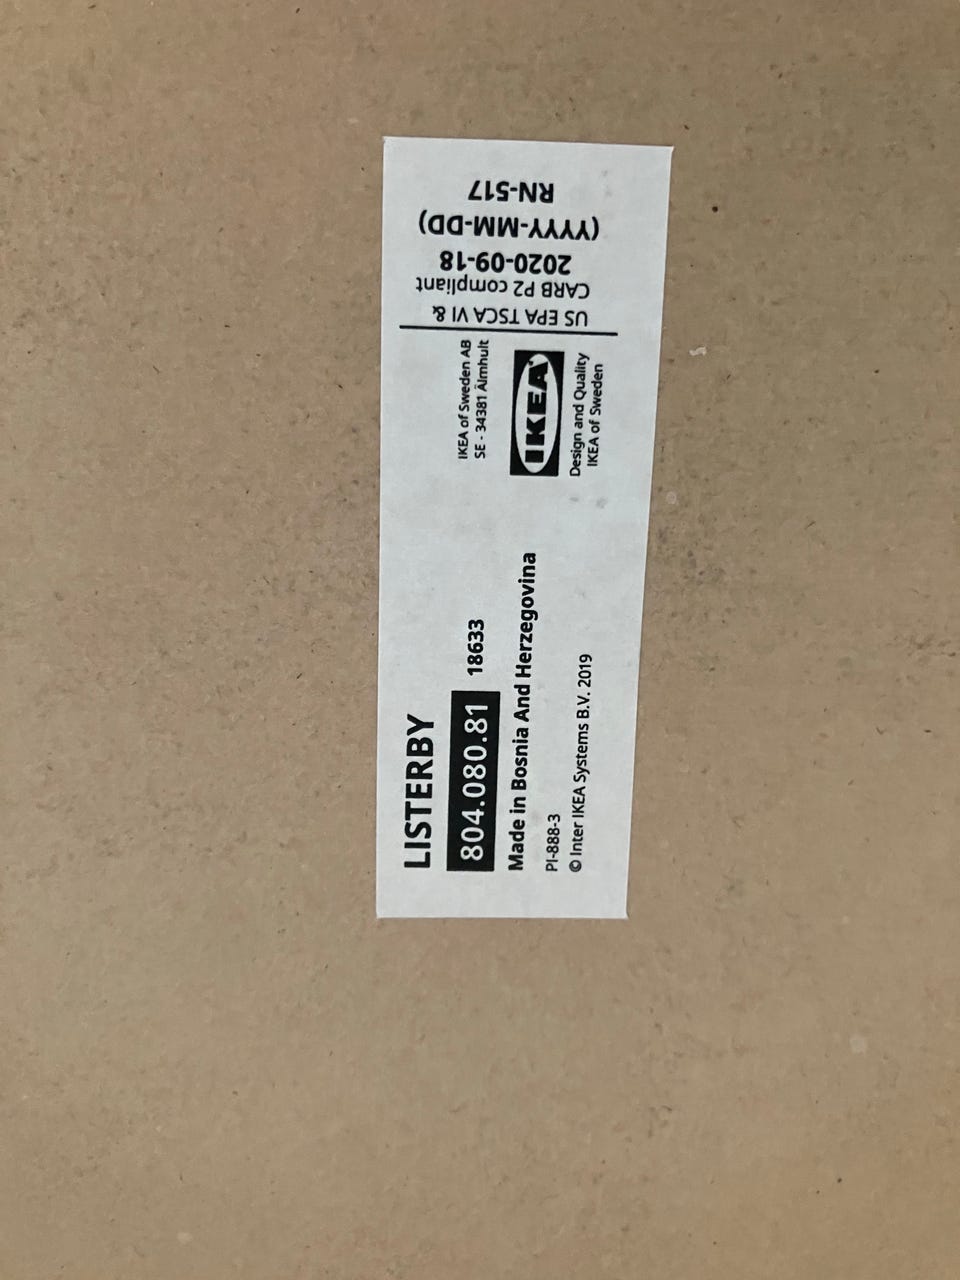 LISTERBY
804.080.81 18633
Made in Bosnia And Herzegovina
PI-888-3
© Inter IKEA Systems B.V. 2019
IKEA of Sweden AB
SE - 34381 Älmhult
IKEA
Design and Quality
IKEA of Sweden
US EPA TSCA VI &
CARB P2 compliant
2020-09-18
(YYYY-MM-DD)
RN-517